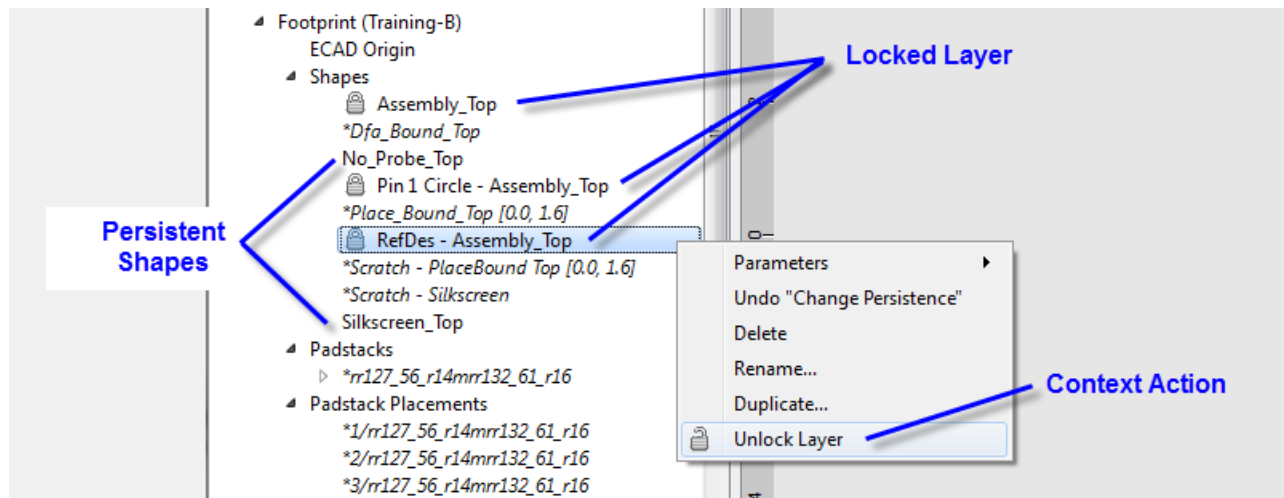 Footprint (Training-B)
ECAD Origin
Shapes
Assembly_Top
*Dfa_Bound_Top
No_Probe_Top
Pin 1 Circle - Assembly_Top
*Place_Bound_Top [0.0, 1.6]
RefDes - Assembly_Top
*Scratch - PlaceBound Top [0.0, 1.6]
*Scratch - Silkscreen
Silkscreen_Top
Padstacks
*rr127_56_r14mrr132_61_r16
Padstack Placements
*1/rr127_56_r14mrr132_61_r16
*2/rr127_56_r14mrr132_61_r16
*3/rr127_56_r14mrr132_61_r16
Locked Layer
Persistent
Shapes
Parameters
Undo "Change Persistence"
Delete
Rename...
Duplicate...
Unlock Layer
Context Action